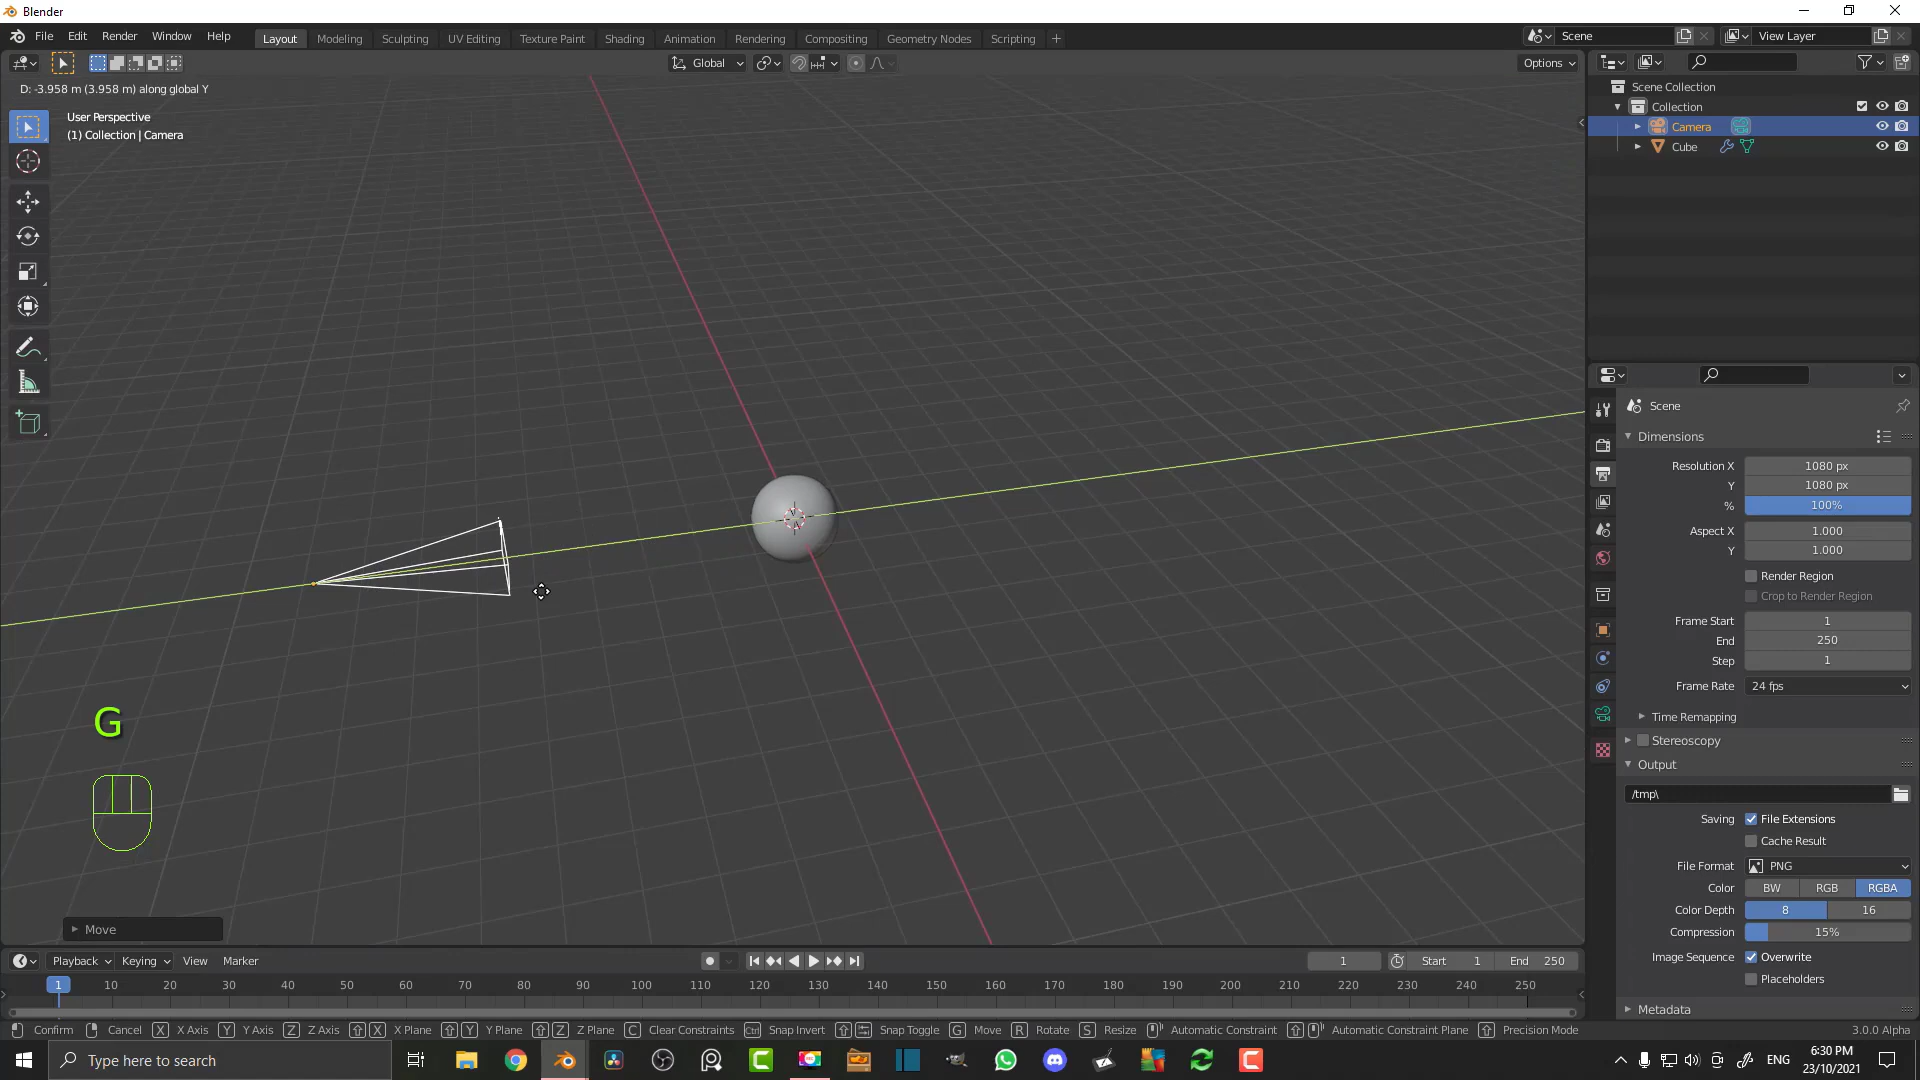 Blender
File Edit Render Window Help
Layout Modeling Sculpting UV Editing Texture Paint Shading Animation Rendering Compositing Geometry Nodes Scripting +
Scene
View Layer
Global
Options
D: -3.958 m (3.958 m) along global Y
User Perspective
(1) Collection | Camera
Scene Collection
Collection
Camera
Cube
Scene
Dimensions
Resolution X 1080 px
Y 1080 px
% 100%
Aspect X 1.000
Y 1.000
Render Region
Crop to Render Region
Frame Start 1
End 250
Step 1
Frame Rate 24 fps
Time Remapping
Stereoscopy
Output
/tmp\
Saving File Extensions
Cache Result
File Format PNG
Color BW RGB RGBA
Color Depth 8 16
Compression 15%
Image Sequence Overwrite
Placeholders
Metadata
G
Move
Playback Keying View Marker
1 Start 1 End 250
1 10 20 30 40 50 60 70 80 90 100 110 120 130 140 150 160 170 180 190 200 210 220 230 240 250
Confirm Cancel X X Axis Y Y Axis Z Z Axis X X Plane Y Y Plane Z Z Plane C Clear Constraints Ctrl Snap Invert Snap Toggle G Move R Rotate S Resize Automatic Constraint Automatic Constraint Plane Precision Mode 3.0.0 Alpha
Type here to search
ENG
6:30 PM
23/10/2021